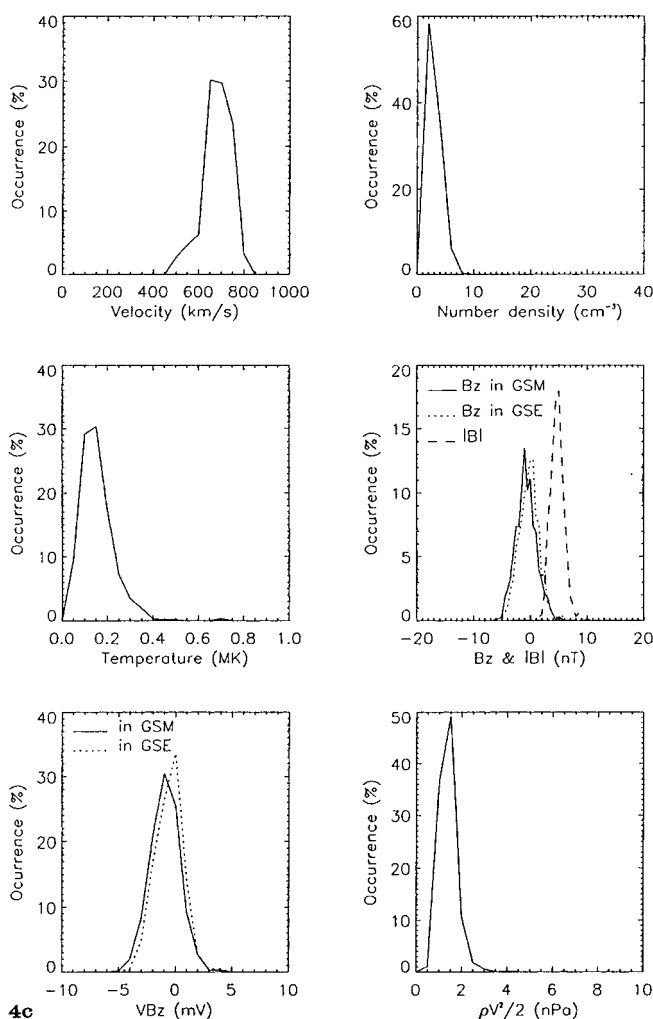 40
30
20
10
0
Occurrence (%)
0 200 400 600 800 1000
Velocity (km/s)
60
40
20
0
Occurrence (%)
0 10 20 30 40
Number density (cm⁻³)
40
30
20
10
0
Occurrence (%)
0.0 0.2 0.4 0.6 0.8 1.0
Temperature (MK)
20
15
10
5
0
Occurrence (%)
Bz in GSM
Bz in GSE
|B|
-20 -10 0 10 20
Bz & |B| (nT)
40
30
20
10
0
Ocurrence (%)
in GSM
in GSE
-10 -5 0 5 10
VBz (mV)
50
40
30
20
10
0
Occurrence (%)
0 2 4 6 8 10
ρV²/2 (nPa)
4c